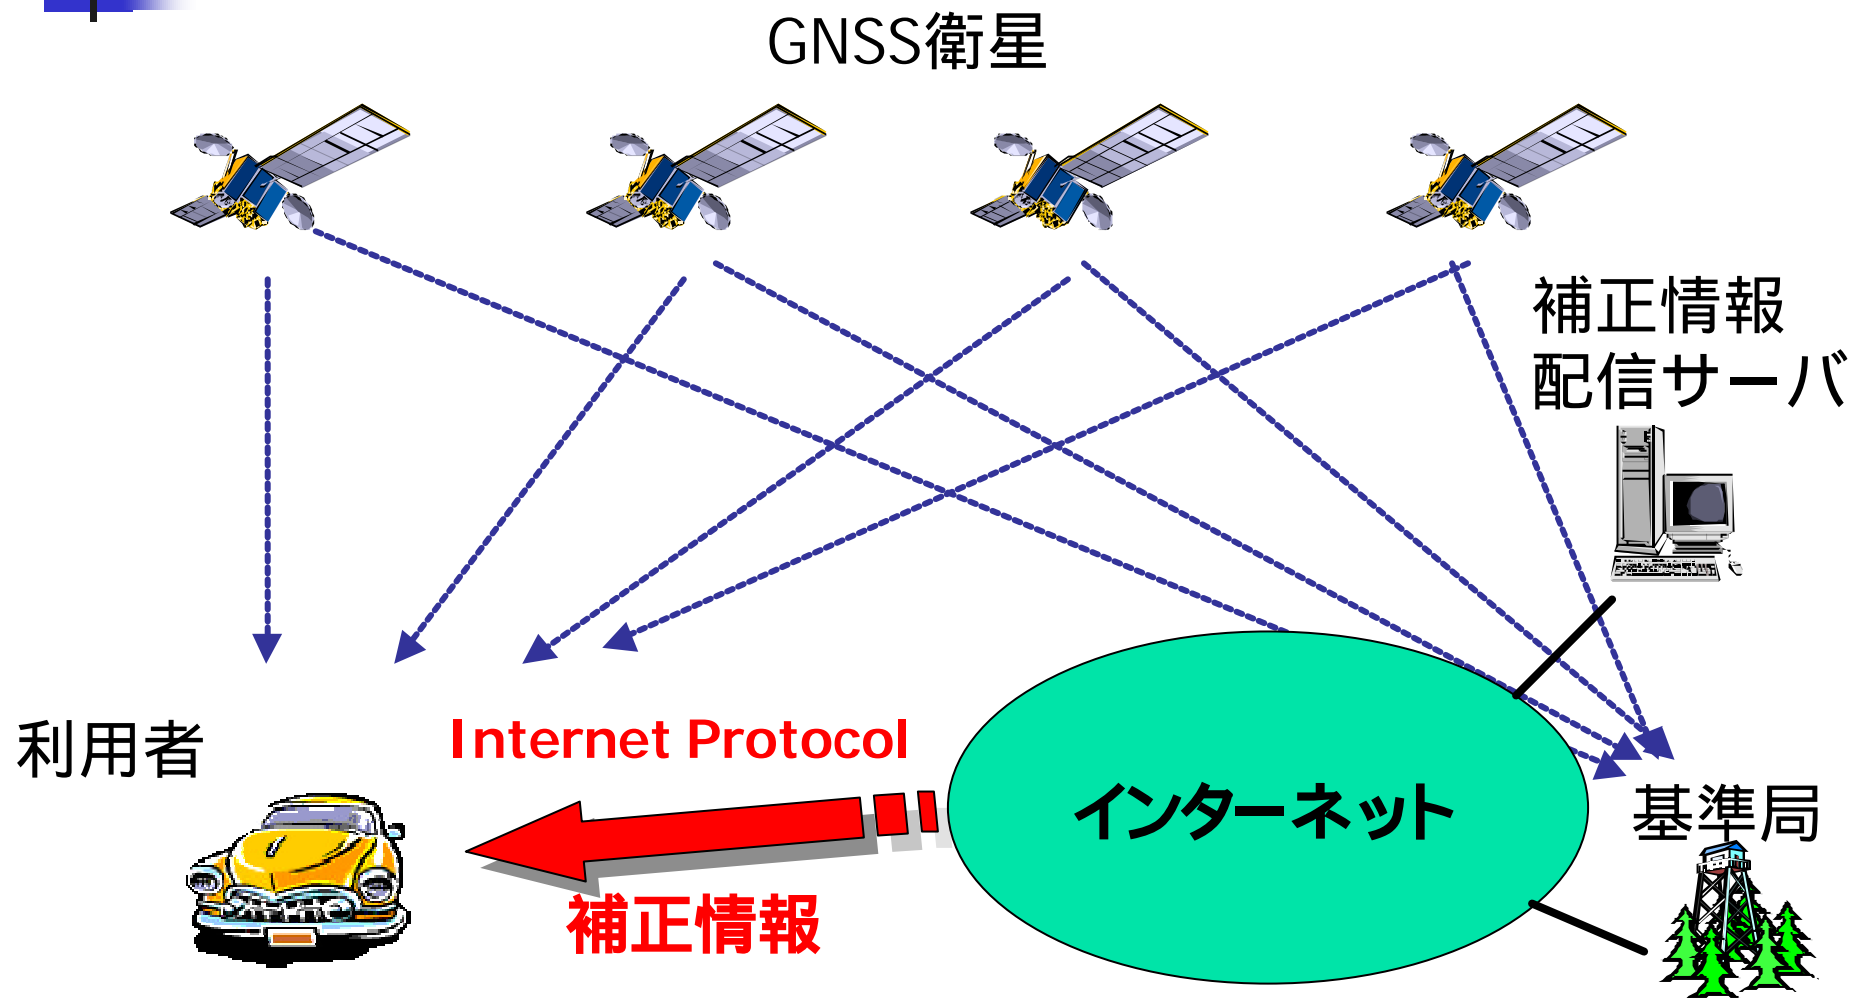 GNSS衛星
補正情報
配信サーバ
利用者
Internet Protocol
インターネット
基準局
補正情報